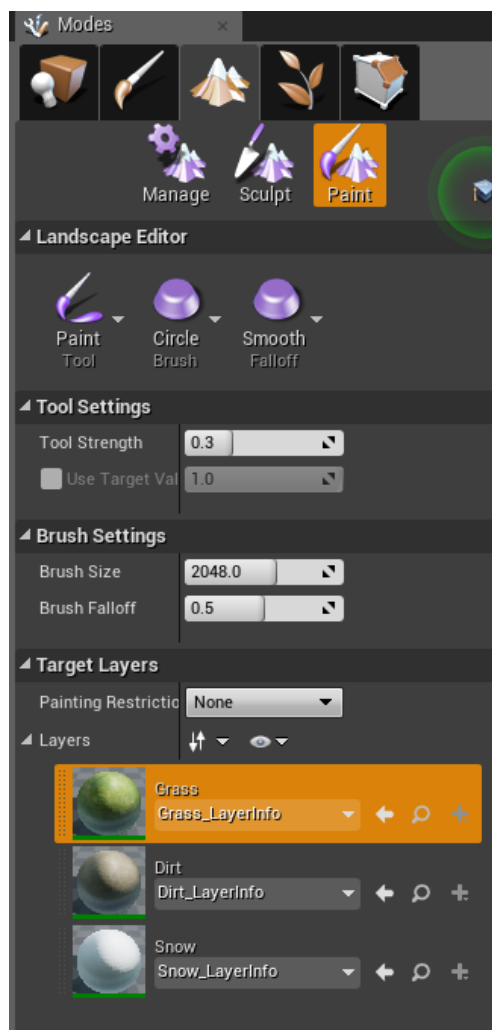 Modes
Manage Sculpt Paint
Landscape Editor
Paint Circle Smooth
Tool Brush Falloff
Tool Settings
Tool Strength 0.3
Use Target Val 1.0
Brush Settings
Brush Size 2048.0
Brush Falloff 0.5
Target Layers
Painting Restrictio None
Layers
Grass
Grass_LayerInfo
Dirt
Dirt_LayerInfo
Snow
Snow_LayerInfo